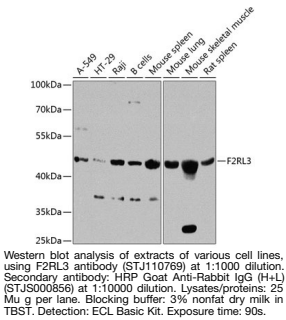 A-549
HT-29
Raji
B cells
Mouse spleen
Mouse lung
Mouse skeletal muscle
Rat spleen
100kDa
70kDa
55kDa
40kDa
35kDa
25kDa
F2RL3
Western blot analysis of extracts of various cell lines,
using F2RL3 antibody (STJ110769) at 1:1000 dilution.
Secondary antibody: HRP Goat Anti-Rabbit IgG (H+L)
(STJS000856) at 1:10000 dilution. Lysates/proteins: 25
Mu g per lane. Blocking buffer: 3% nonfat dry milk in
TBST. Detection: ECL Basic Kit. Exposure time: 90s.